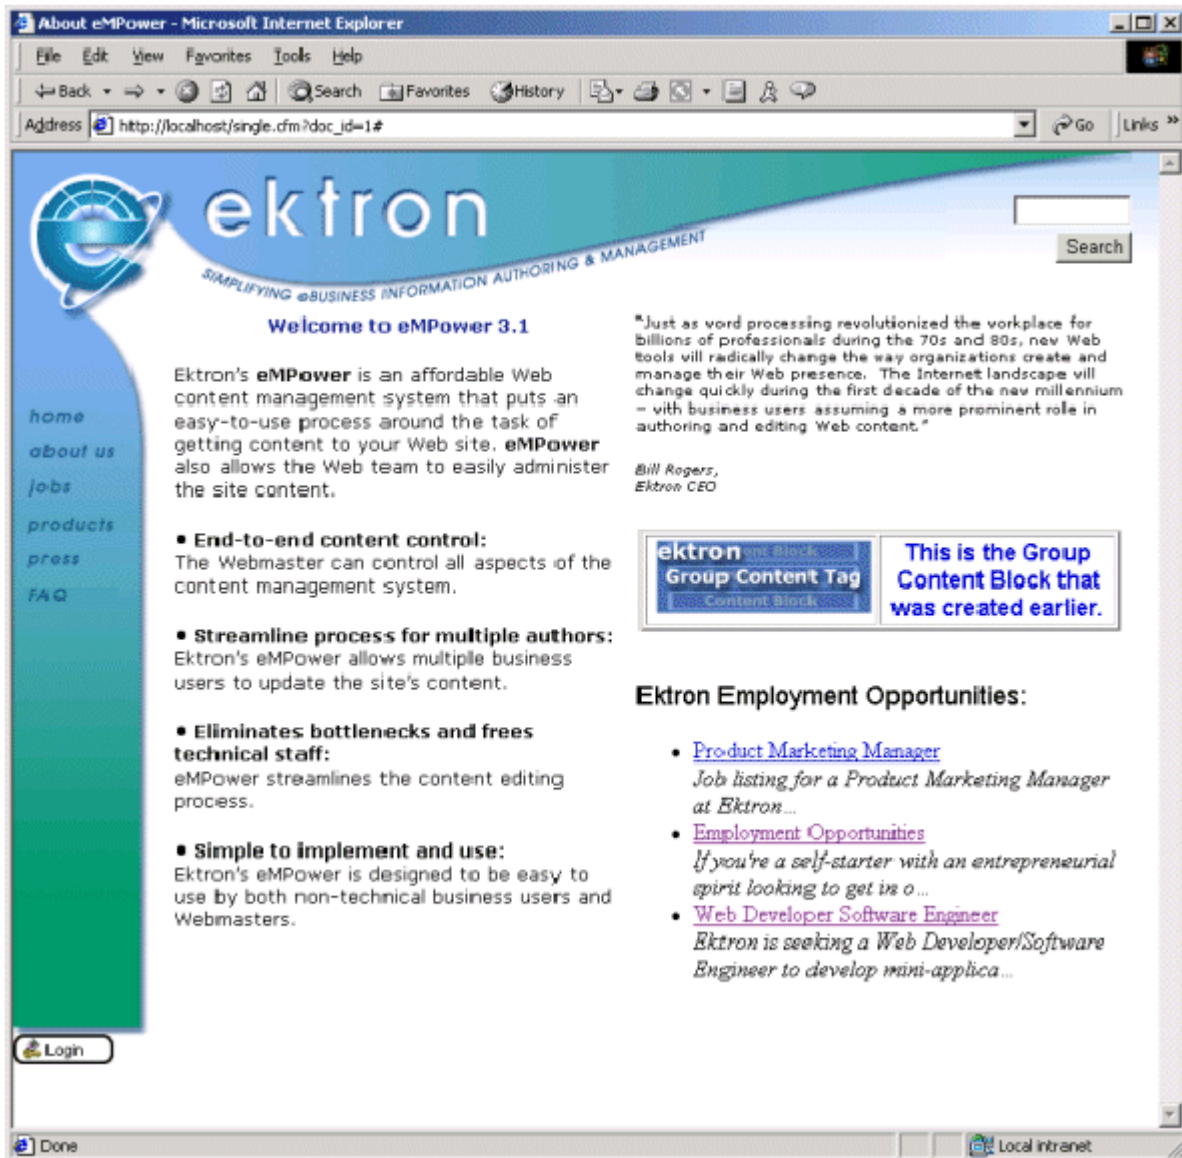 About eMPower - Microsoft Internet Explorer
File Edit View Favorites Tools Help
Back Search Favorites History
Address http://localhost/single.cfm?doc_id=1# Go Links »
ektron
SIMPLIFYING eBUSINESS INFORMATION AUTHORING & MANAGEMENT
Search
home
about us
jobs
products
press
FAQ
Login
Welcome to eMPower 3.1
Ektron's eMPower is an affordable Web
content management system that puts an
easy-to-use process around the task of
getting content to your Web site. eMPower
also allows the Web team to easily administer
the site content.
• End-to-end content control:
The Webmaster can control all aspects of the
content management system.
• Streamline process for multiple authors:
Ektron's eMPower allows multiple business
users to update the site's content.
• Eliminates bottlenecks and frees
technical staff:
eMPower streamlines the content editing
process.
• Simple to implement and use:
Ektron's eMPower is designed to be easy to
use by both non-technical business users and
Webmasters.
"Just as word processing revolutionized the workplace for
billions of professionals during the 70s and 80s, new Web
tools will radically change the way organizations create and
manage their Web presence. The Internet landscape will
change quickly during the first decade of the new millennium
– with business users assuming a more prominent role in
authoring and editing Web content."
Bill Rogers,
Ektron CEO
ektron Content Block
Group Content Tag
Content Block
This is the Group
Content Block that
was created earlier.
Ektron Employment Opportunities:
• Product Marketing Manager
Job listing for a Product Marketing Manager
at Ektron...
• Employment Opportunities
If you're a self-starter with an entrepreneurial
spirit looking to get in o...
• Web Developer Software Engineer
Ektron is seeking a Web Developer/Software
Engineer to develop mini-applica...
Done
Local intranet